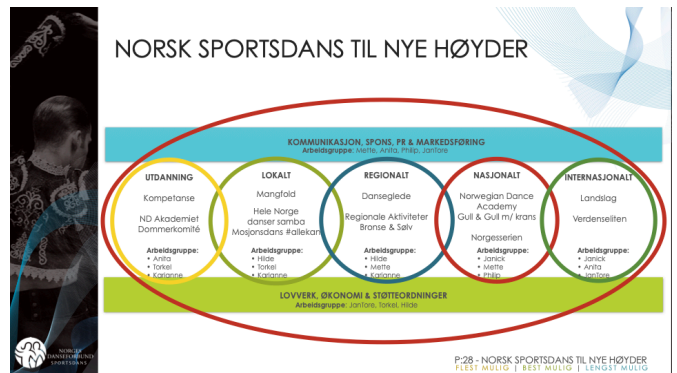 NORSK SPORTSDANS TIL NYE HØYDER
KOMMUNIKASJON, SPONS, PR & MARKEDSFØRING
Arbeidsgruppe: Mette, Anita, Philip, JanTore
UTDANNING
Kompetanse
ND Akademiet
Dommerkomité
Arbeidsgruppe:
• Anita
• Torkel
• Karianne
LOKALT
Mangfold
Hele Norge
danser samba
Mosjonsdans #allekan
Arbeidsgruppe:
• Hilde
• Torkel
• Karianne
REGIONALT
Danseglede
Regionale Aktiviteter
Bronse & Sølv
Arbeidsgruppe:
• Hilde
• Mette
• Karianne
NASJONALT
Norwegian Dance
Academy
Gull & Gull m/ krans
Norgesserien
Arbeidsgruppe:
• Janick
• Mette
• Philip
INTERNASJONALT
Landslag
Verdenseliten
Arbeidsgruppe:
• Janick
• Anita
• JanTore
LOVVERK, ØKONOMI & STØTTEORDNINGER
Arbeidsgruppe: JanTore, Torkel, Hilde
NORGES
DANSEFORBUND
SPORTSDANS
P:28 - NORSK SPORTSDANS TIL NYE HØYDER
FLEST MULIG | BEST MULIG | LENGST MULIG